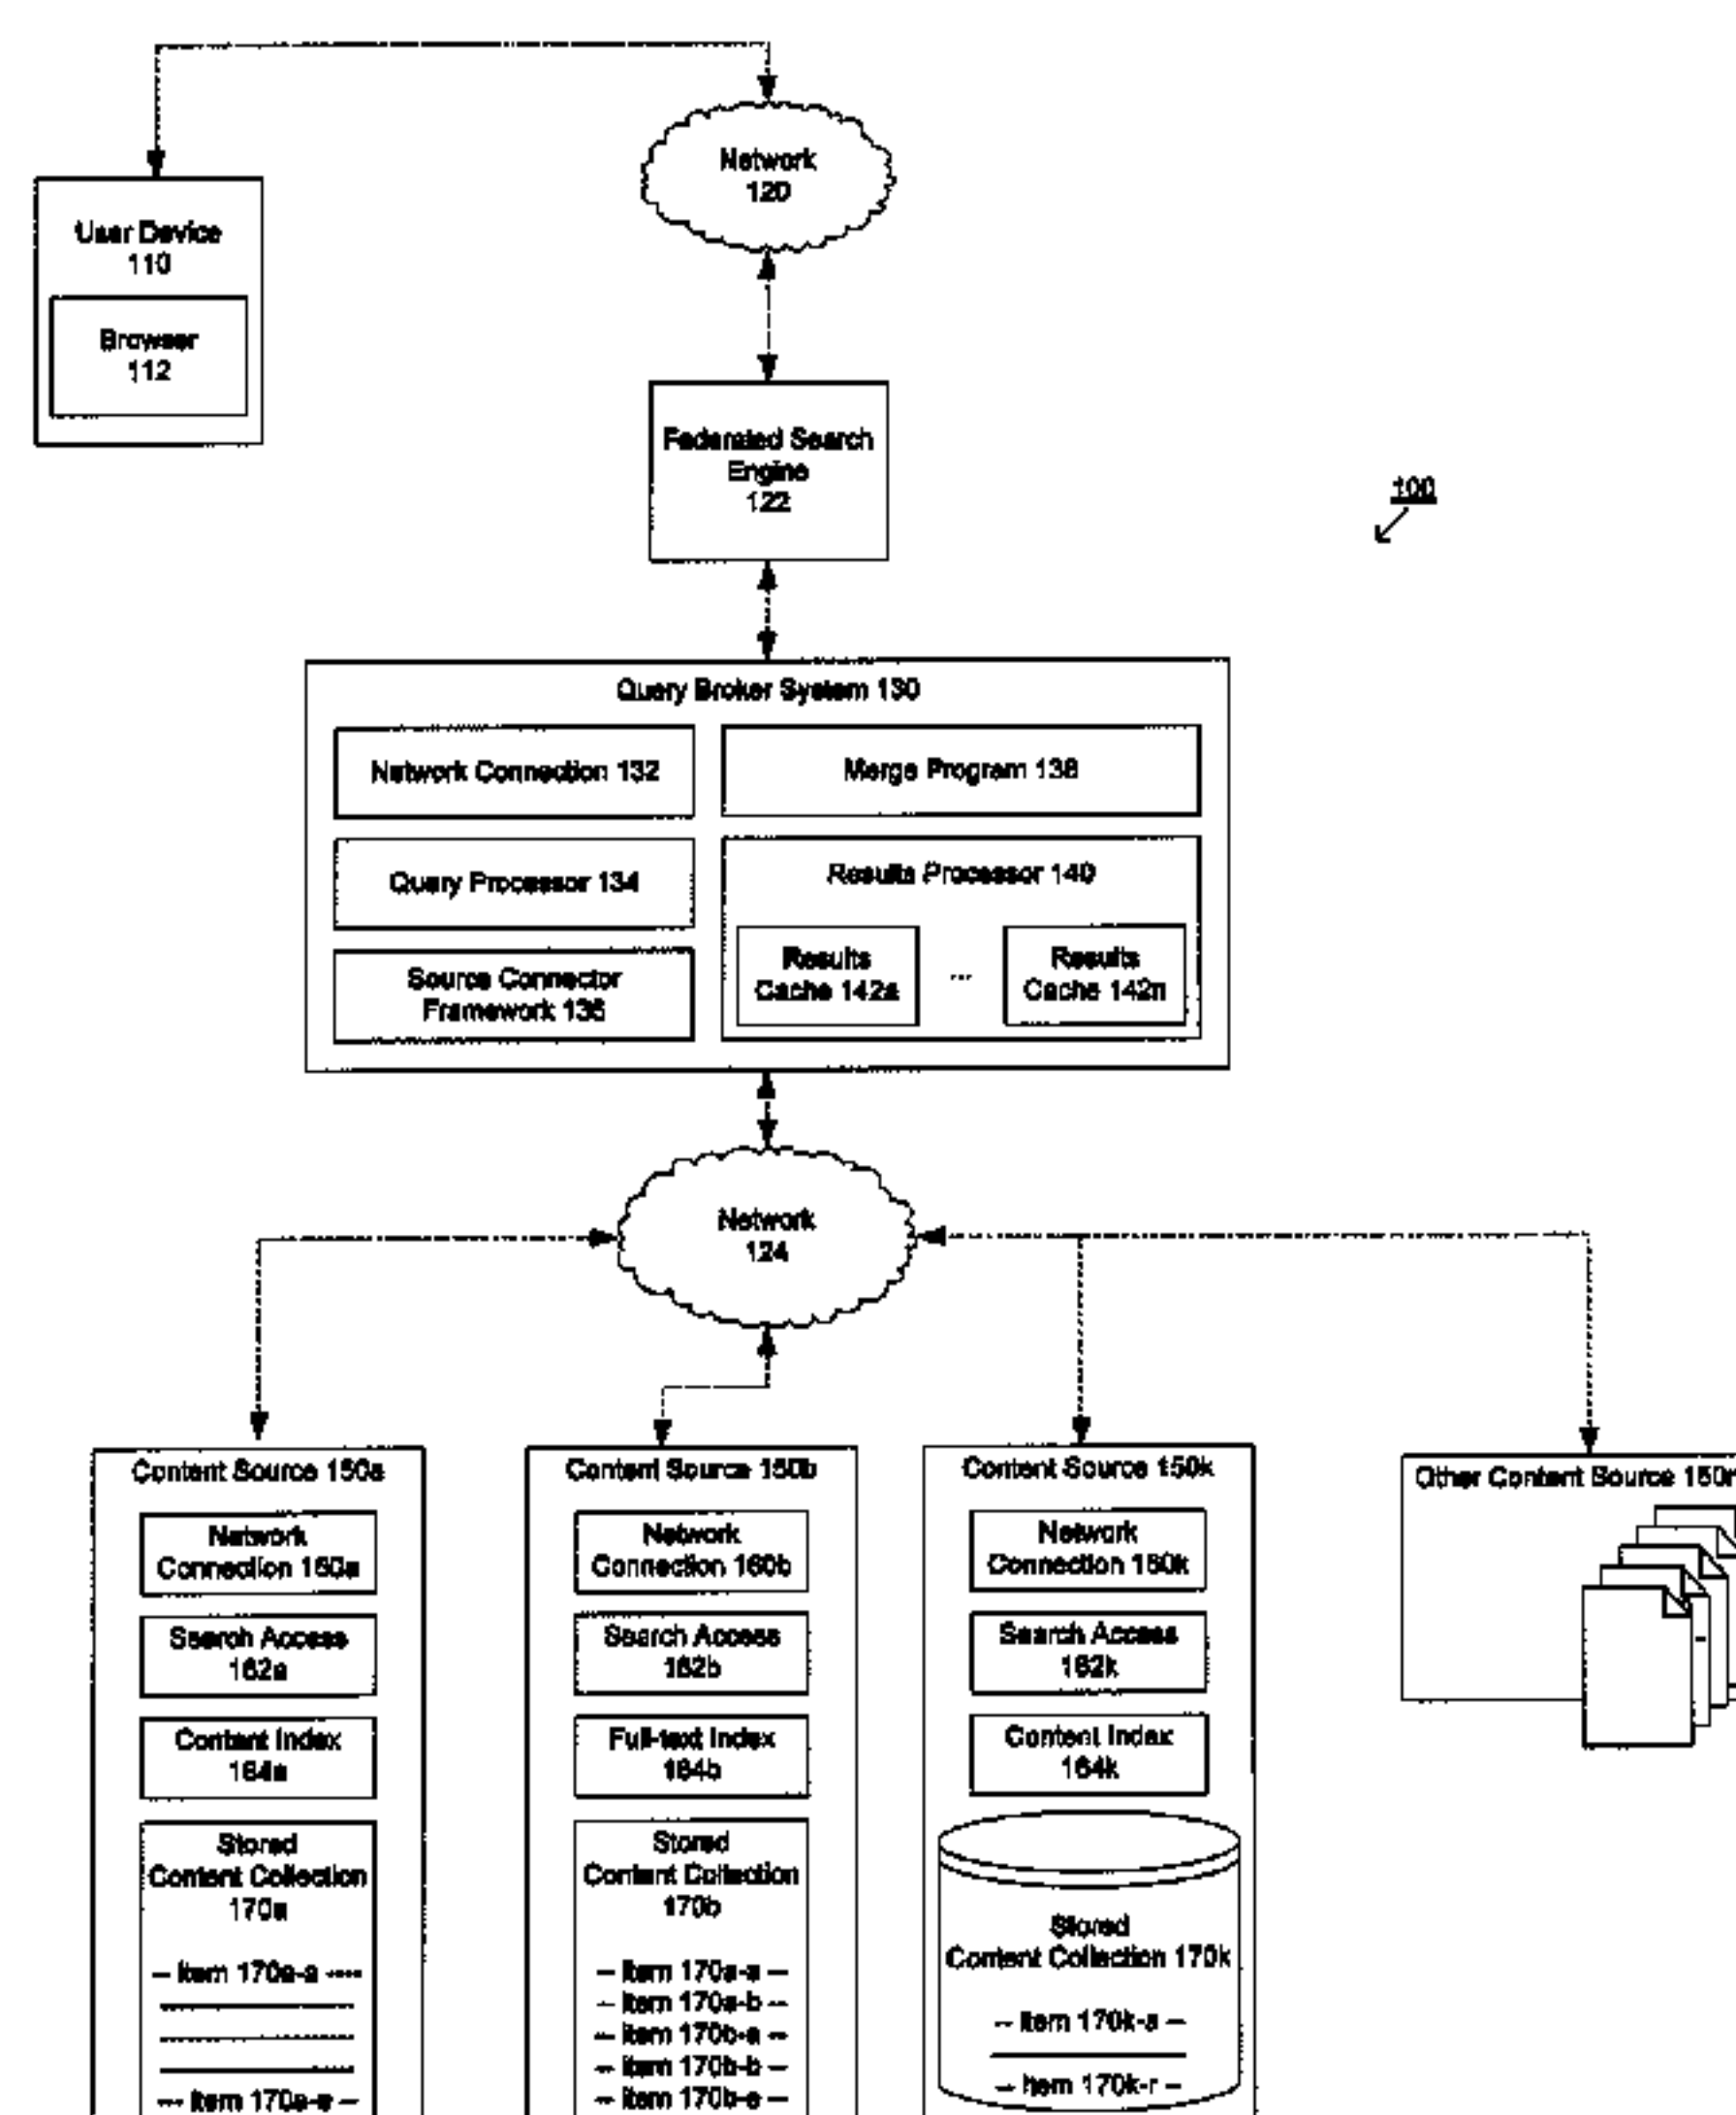 Network
120
User Device
110
Browser
112
Federated Search
Engine
122
100
Query Broker System 130
Network Connection 132
Merge Program 138
Query Processor 134
Results Processor 140
Source Connector
Framework 136
Results
Cache 142a
...
Results
Cache 142n
Network
124
Content Source 150a
Network
Connection 160a
Search Access
162a
Content Index
164a
Stored
Content Collection
170a
-- Item 170a-a ----
--- Item 170a-e --
Content Source 150b
Network
Connection 160b
Search Access
162b
Full-text Index
164b
Stored
Content Collection
170b
-- Item 170a-a --
-- Item 170a-b --
-- Item 170b-a --
-- Item 170b-b --
-- Item 170b-e --
Content Source 150k
Network
Connection 160k
Search Access
162k
Content Index
164k
Stored
Content Collection 170k
-- Item 170k-a --
-- Item 170k-r --
Other Content Source